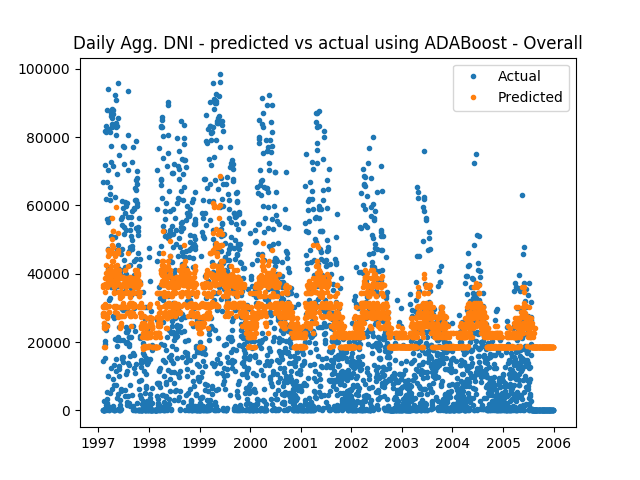 Daily Agg. DNI - predicted vs actual using ADABoost - Overall
100000
80000
60000
40000
20000
0
Actual
Predicted
1997 1998 1999 2000 2001 2002 2003 2004 2005 2006